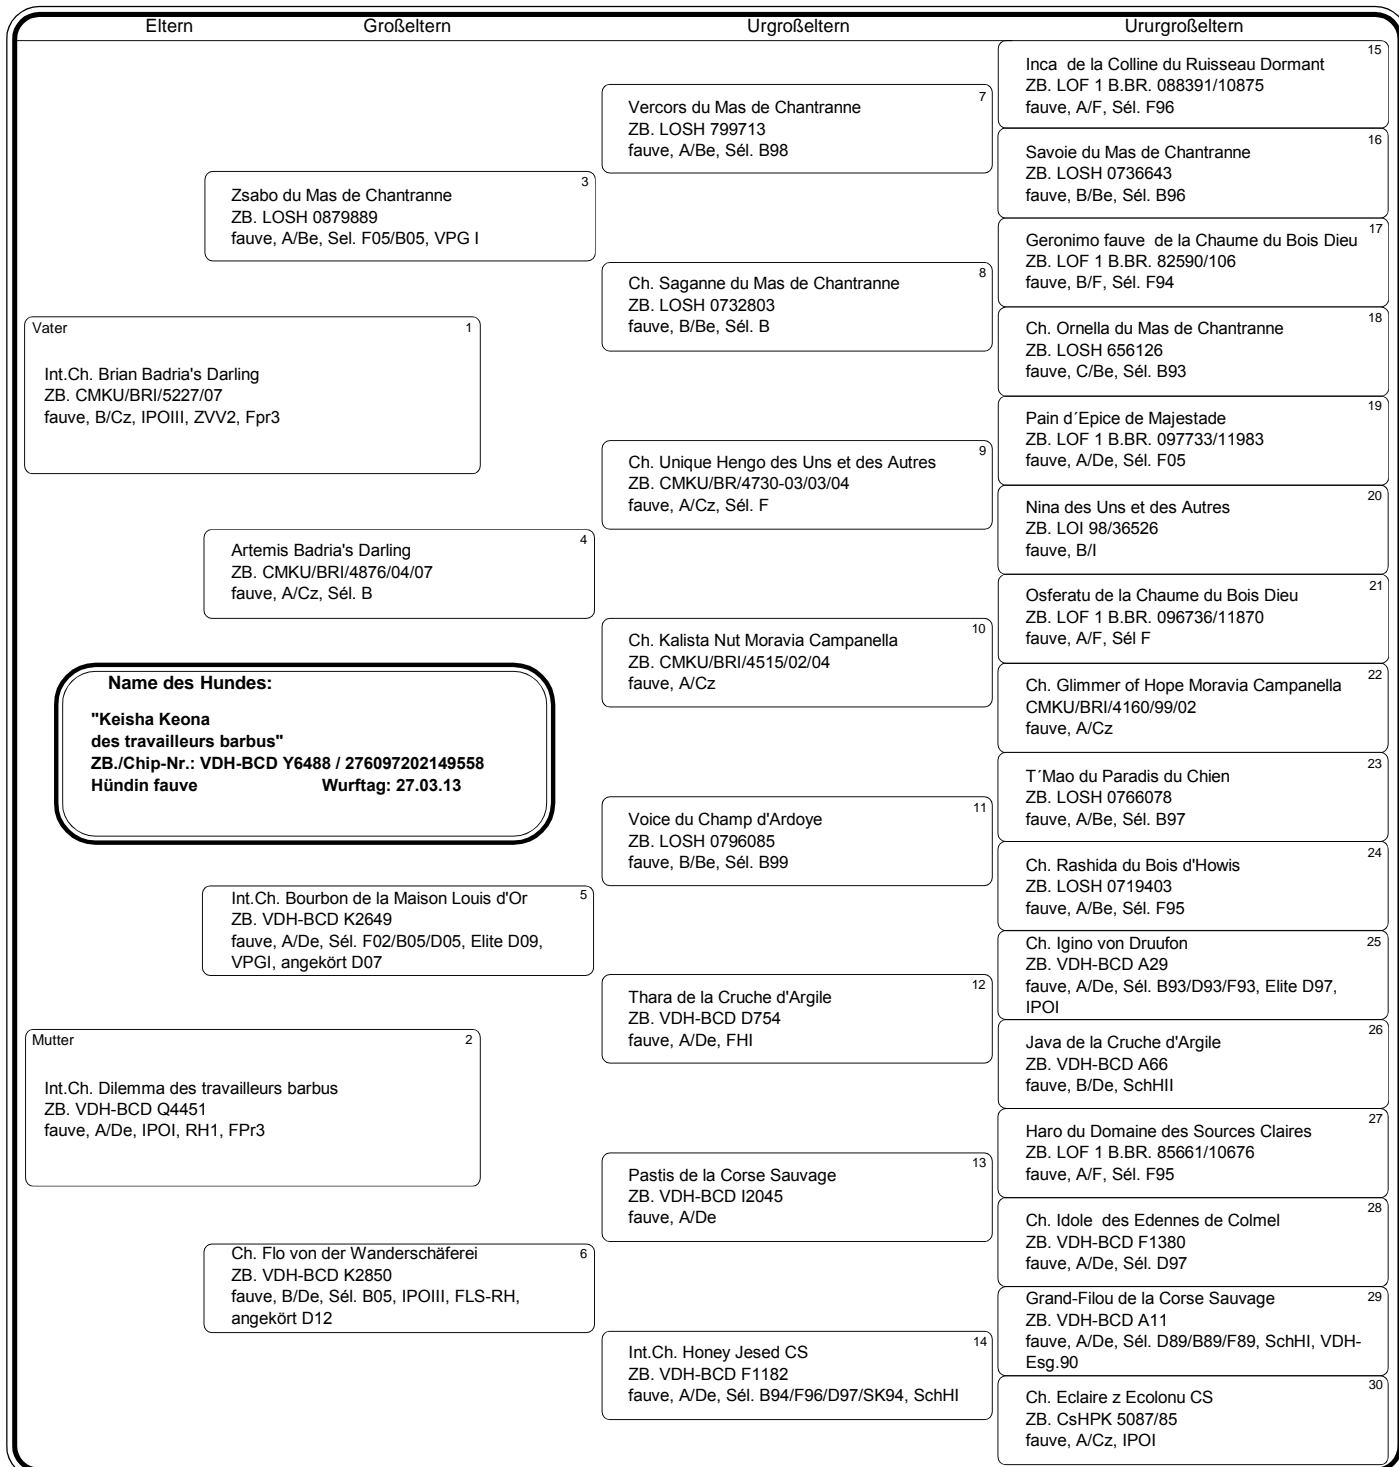 Eltern Großeltern Urgroßeltern Ururgroßeltern
Vater 1
Int.Ch. Brian Badria's Darling
ZB. CMKU/BRI/5227/07
fauve, B/Cz, IPOIII, ZVV2, Fpr3
Name des Hundes:
"Keisha Keona
des travailleurs barbus"
ZB./Chip-Nr.: VDH-BCD Y6488 / 276097202149558
Hündin fauve Wurftag: 27.03.13
Mutter 2
Int.Ch. Dilemma des travailleurs barbus
ZB. VDH-BCD Q4451
fauve, A/De, IPOI, RH1, FPr3
3
Zsabo du Mas de Chantranne
ZB. LOSH 0879889
fauve, A/Be, Sel. F05/B05, VPG I
4
Artemis Badria's Darling
ZB. CMKU/BRI/4876/04/07
fauve, A/Cz, Sél. B
Int.Ch. Bourbon de la Maison Louis d'Or 5
ZB. VDH-BCD K2649
fauve, A/De, Sél. F02/B05/D05, Elite D09,
VPGI, angekört D07
Ch. Flo von der Wanderschäferei 6
ZB. VDH-BCD K2850
fauve, B/De, Sél. B05, IPOIII, FLS-RH,
angekört D12
7
Vercors du Mas de Chantranne
ZB. LOSH 799713
fauve, A/Be, Sél. B98
8
Ch. Saganne du Mas de Chantranne
ZB. LOSH 0732803
fauve, B/Be, Sél. B
9
Ch. Unique Hengo des Uns et des Autres
ZB. CMKU/BR/4730-03/03/04
fauve, A/Cz, Sél. F
10
Ch. Kalista Nut Moravia Campanella
ZB. CMKU/BRI/4515/02/04
fauve, A/Cz
11
Voice du Champ d'Ardoye
ZB. LOSH 0796085
fauve, B/Be, Sél. B99
12
Thara de la Cruche d'Argile
ZB. VDH-BCD D754
fauve, A/De, FHI
13
Pastis de la Corse Sauvage
ZB. VDH-BCD I2045
fauve, A/De
14
Int.Ch. Honey Jesed CS
ZB. VDH-BCD F1182
fauve, A/De, Sél. B94/F96/D97/SK94, SchHI
15
Inca de la Colline du Ruisseau Dormant
ZB. LOF 1 B.BR. 088391/10875
fauve, A/F, Sél. F96
16
Savoie du Mas de Chantranne
ZB. LOSH 0736643
fauve, B/Be, Sél. B96
17
Geronimo fauve de la Chaume du Bois Dieu
ZB. LOF 1 B.BR. 82590/106
fauve, B/F, Sél. F94
18
Ch. Ornella du Mas de Chantranne
ZB. LOSH 656126
fauve, C/Be, Sél. B93
19
Pain d´Epice de Majestade
ZB. LOF 1 B.BR. 097733/11983
fauve, A/De, Sél. F05
20
Nina des Uns et des Autres
ZB. LOI 98/36526
fauve, B/I
21
Osferatu de la Chaume du Bois Dieu
ZB. LOF 1 B.BR. 096736/11870
fauve, A/F, Sél F
22
Ch. Glimmer of Hope Moravia Campanella
CMKU/BRI/4160/99/02
fauve, A/Cz
23
T´Mao du Paradis du Chien
ZB. LOSH 0766078
fauve, A/Be, Sél. B97
24
Ch. Rashida du Bois d'Howis
ZB. LOSH 0719403
fauve, A/Be, Sél. F95
Ch. Igino von Druufon 25
ZB. VDH-BCD A29
fauve, A/De, Sél. B93/D93/F93, Elite D97,
IPOI
26
Java de la Cruche d'Argile
ZB. VDH-BCD A66
fauve, B/De, SchHII
27
Haro du Domaine des Sources Claires
ZB. LOF 1 B.BR. 85661/10676
fauve, A/F, Sél. F95
28
Ch. Idole des Edennes de Colmel
ZB. VDH-BCD F1380
fauve, A/De, Sél. D97
Grand-Filou de la Corse Sauvage 29
ZB. VDH-BCD A11
fauve, A/De, Sél. D89/B89/F89, SchHI, VDH-
Esg.90
30
Ch. Eclaire z Ecolonu CS
ZB. CsHPK 5087/85
fauve, A/Cz, IPOI